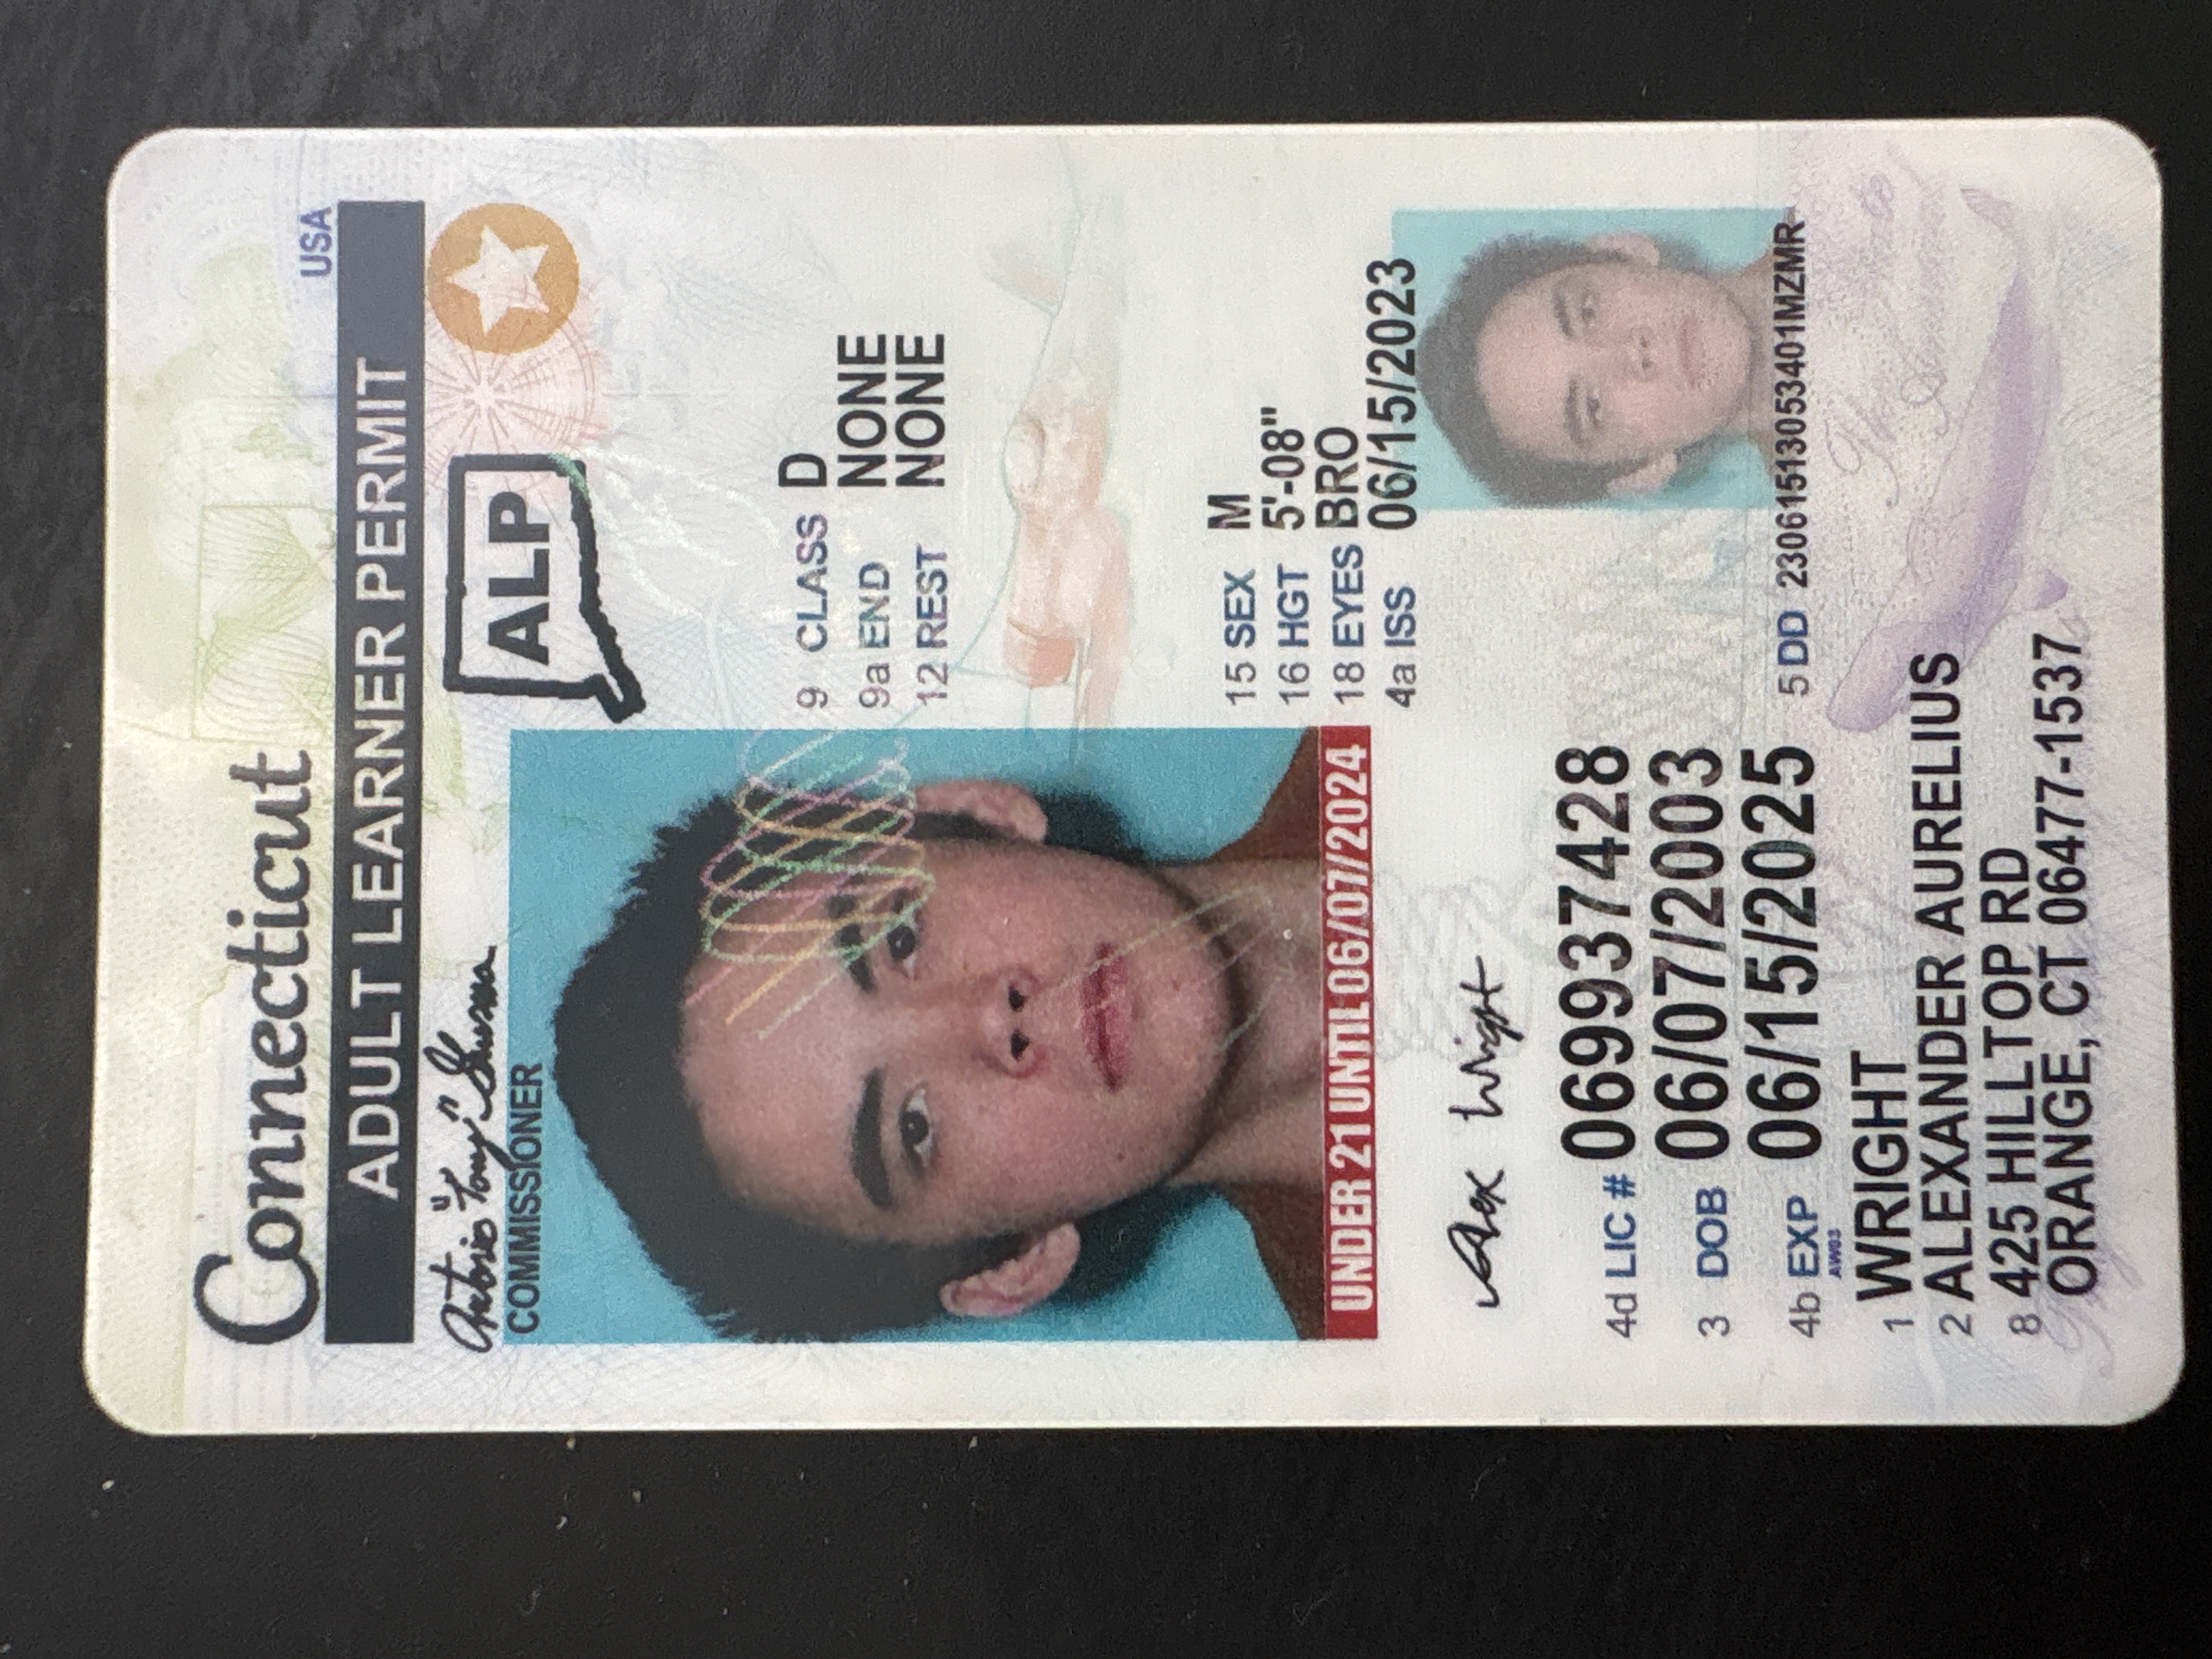 Connecticut
USA
ADULT LEARNER PERMIT
COMMISSIONER
ALP
9 CLASS D
9a END NONE
12 REST NONE
15 SEX M
16 HGT 5'-08"
18 EYES BRO
4a ISS 06/15/2023
UNDER 21 UNTIL 06/07/2024
Alex Wright
4d LIC # 069937428
3 DOB 06/07/2003
4b EXP 06/15/2025
5 DD 23061513053401MZMR
AW03
1 WRIGHT
2 ALEXANDER AURELIUS
8 425 HILLTOP RD
ORANGE, CT 06477-1537